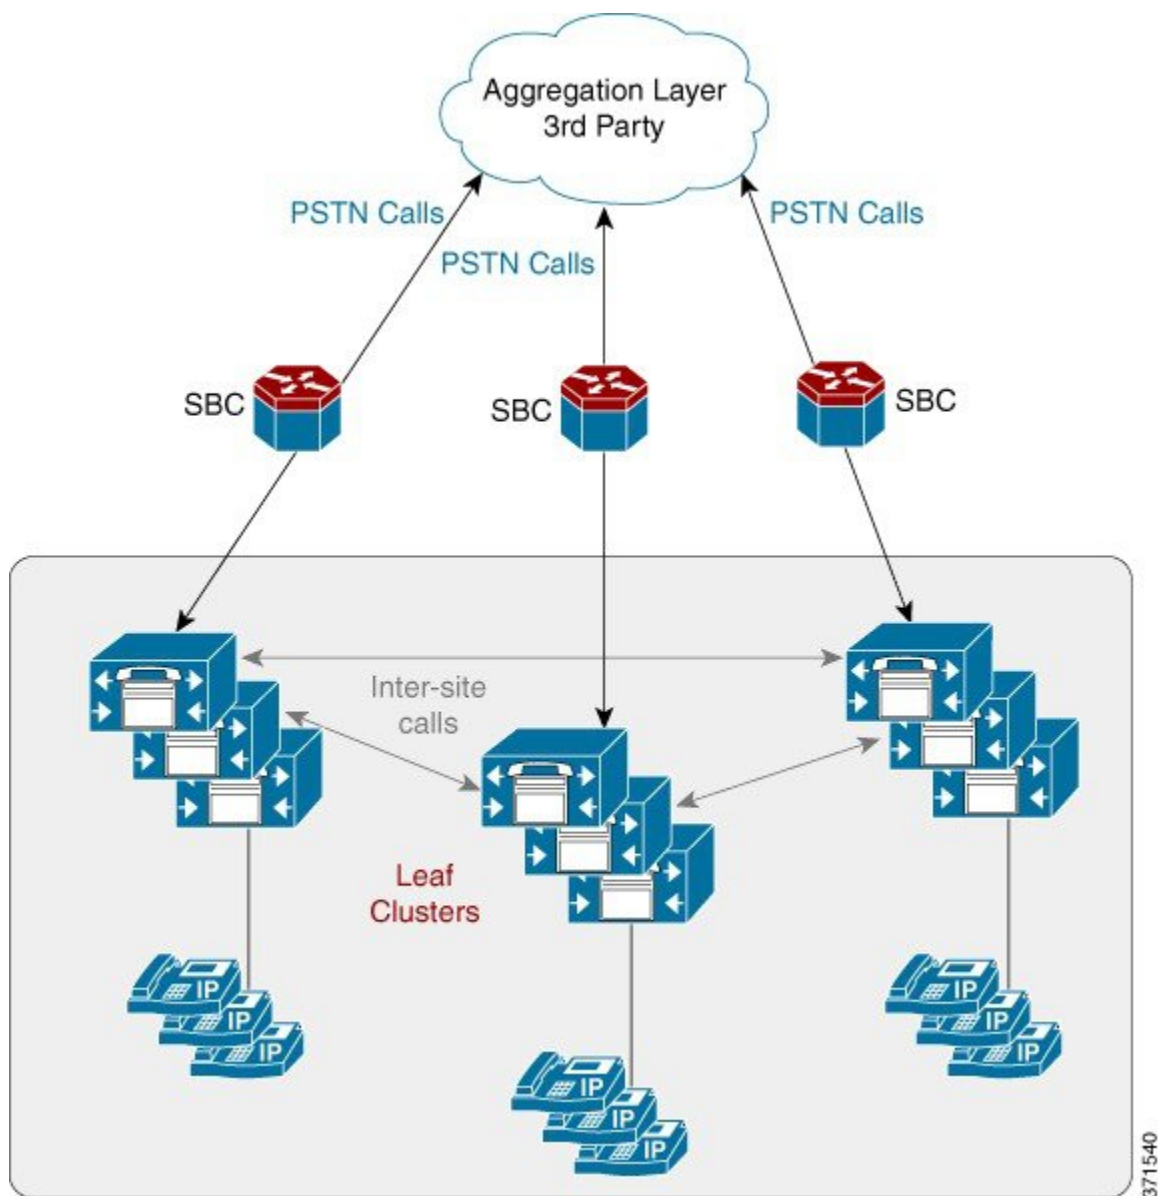 Aggregation Layer
3rd Party
PSTN Calls
PSTN Calls
PSTN Calls
SBC
SBC
SBC
Inter-site
calls
Leaf
Clusters
IP
IP
IP
IP
IP
IP
IP
IP
IP
371540